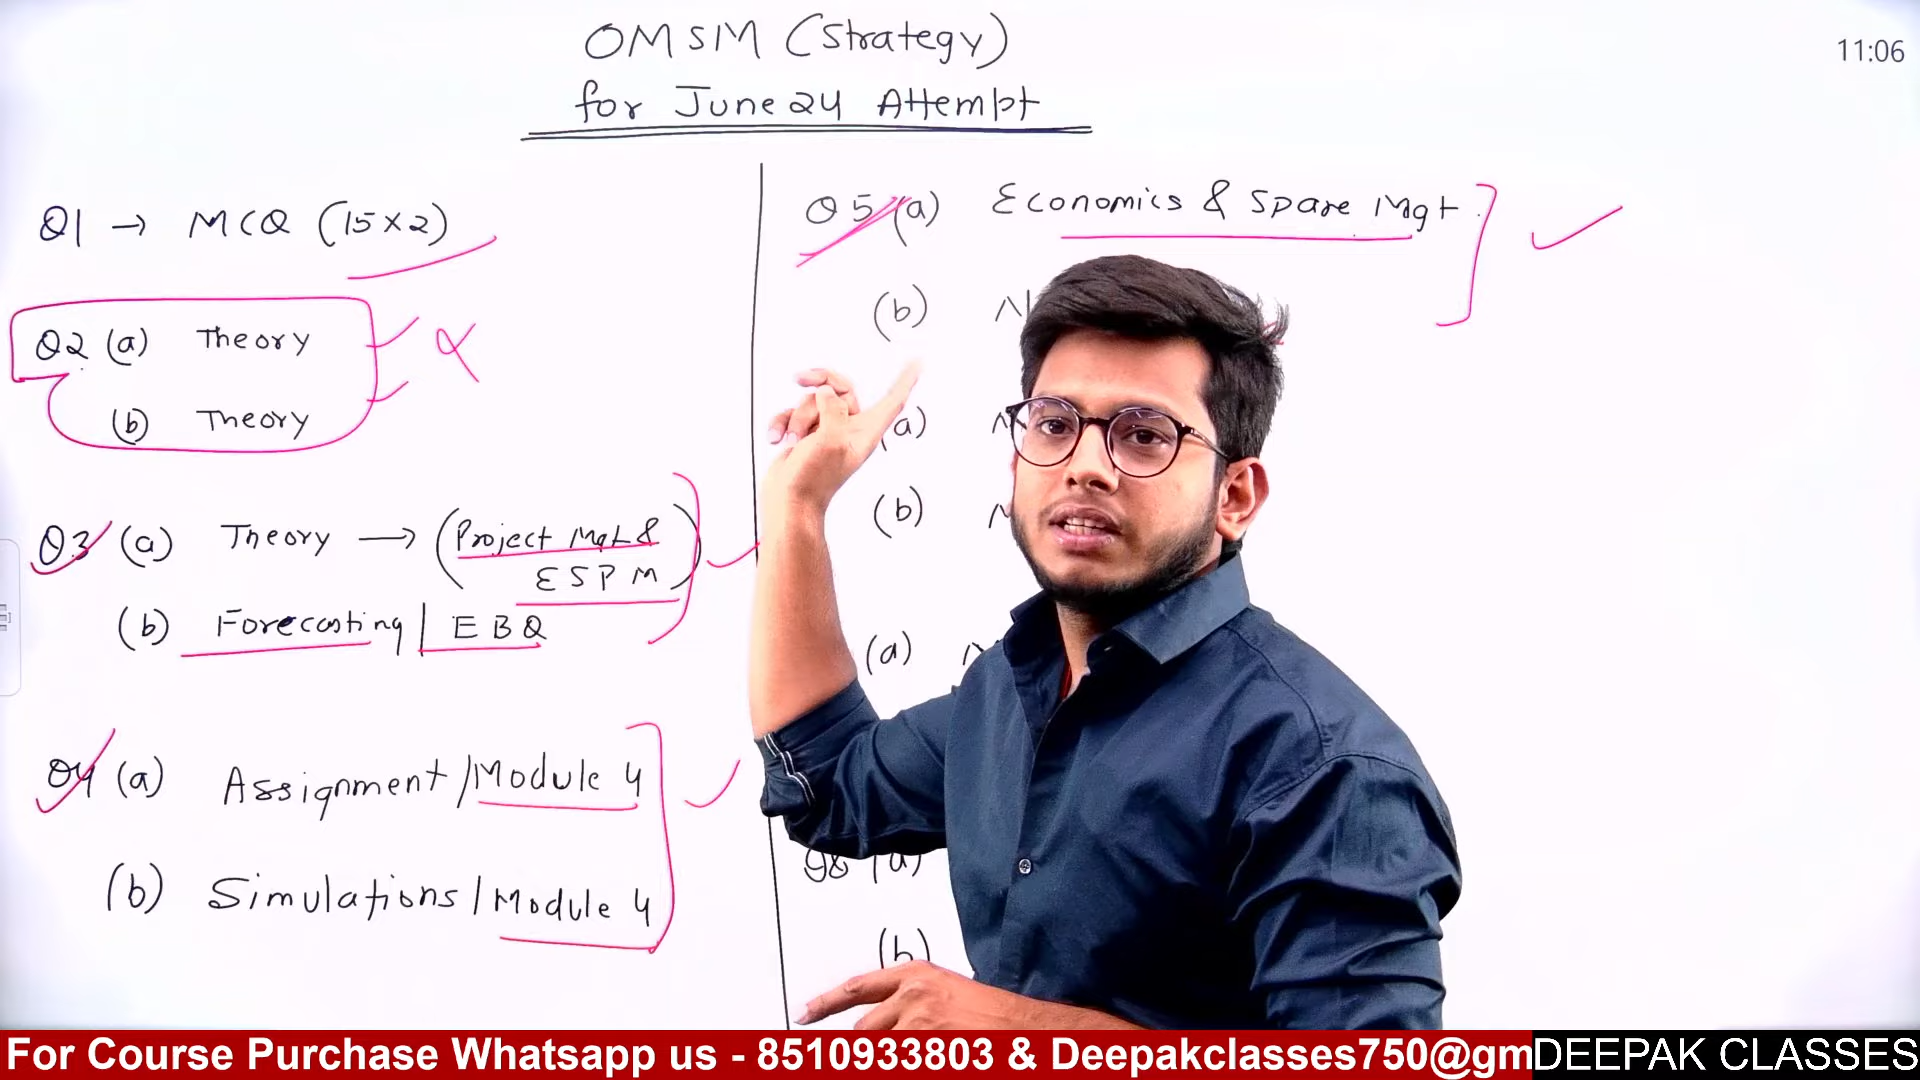 OMSM (Strategy)
for June 24 Attempt
11:06
Q1 → MCQ (15×2)
Q2 (a) Theory
(b) Theory
Q3 (a) Theory → (Project Mgt &
ESPM)
(b) Forecasting / EBQ
Q4 (a) Assignment/Module 4
(b) Simulations/Module 4
Q5 (a) Economics & Spare Mgt.
(b) N
(a) N
(b)
(a)
Q8 (a)
(b)
For Course Purchase Whatsapp us - 8510933803 & Deepakclasses750@gm
DEEPAK CLASSES